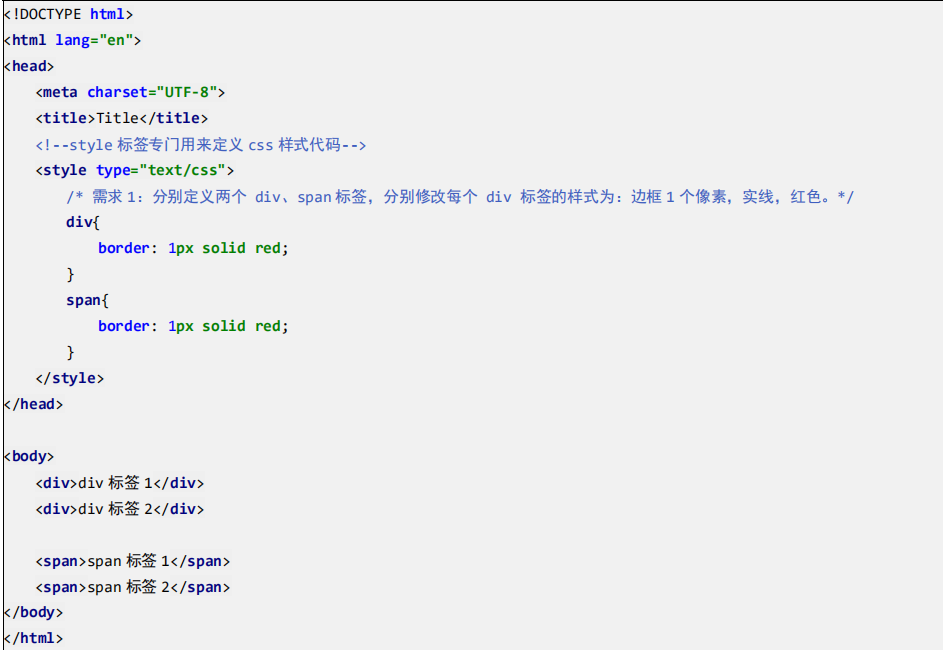 <!DOCTYPE html>
<html lang="en">
<head>
    <meta charset="UTF-8">
    <title>Title</title>
    <!--style 标签专门用来定义 css 样式代码-->
    <style type="text/css">
        /* 需求 1：分别定义两个 div、span 标签，分别修改每个 div 标签的样式为：边框 1 个像素，实线，红色。*/
        div{
            border: 1px solid red;
        }
        span{
            border: 1px solid red;
        }
    </style>
</head>

<body>
    <div>div 标签 1</div>
    <div>div 标签 2</div>

    <span>span 标签 1</span>
    <span>span 标签 2</span>
</body>
</html>